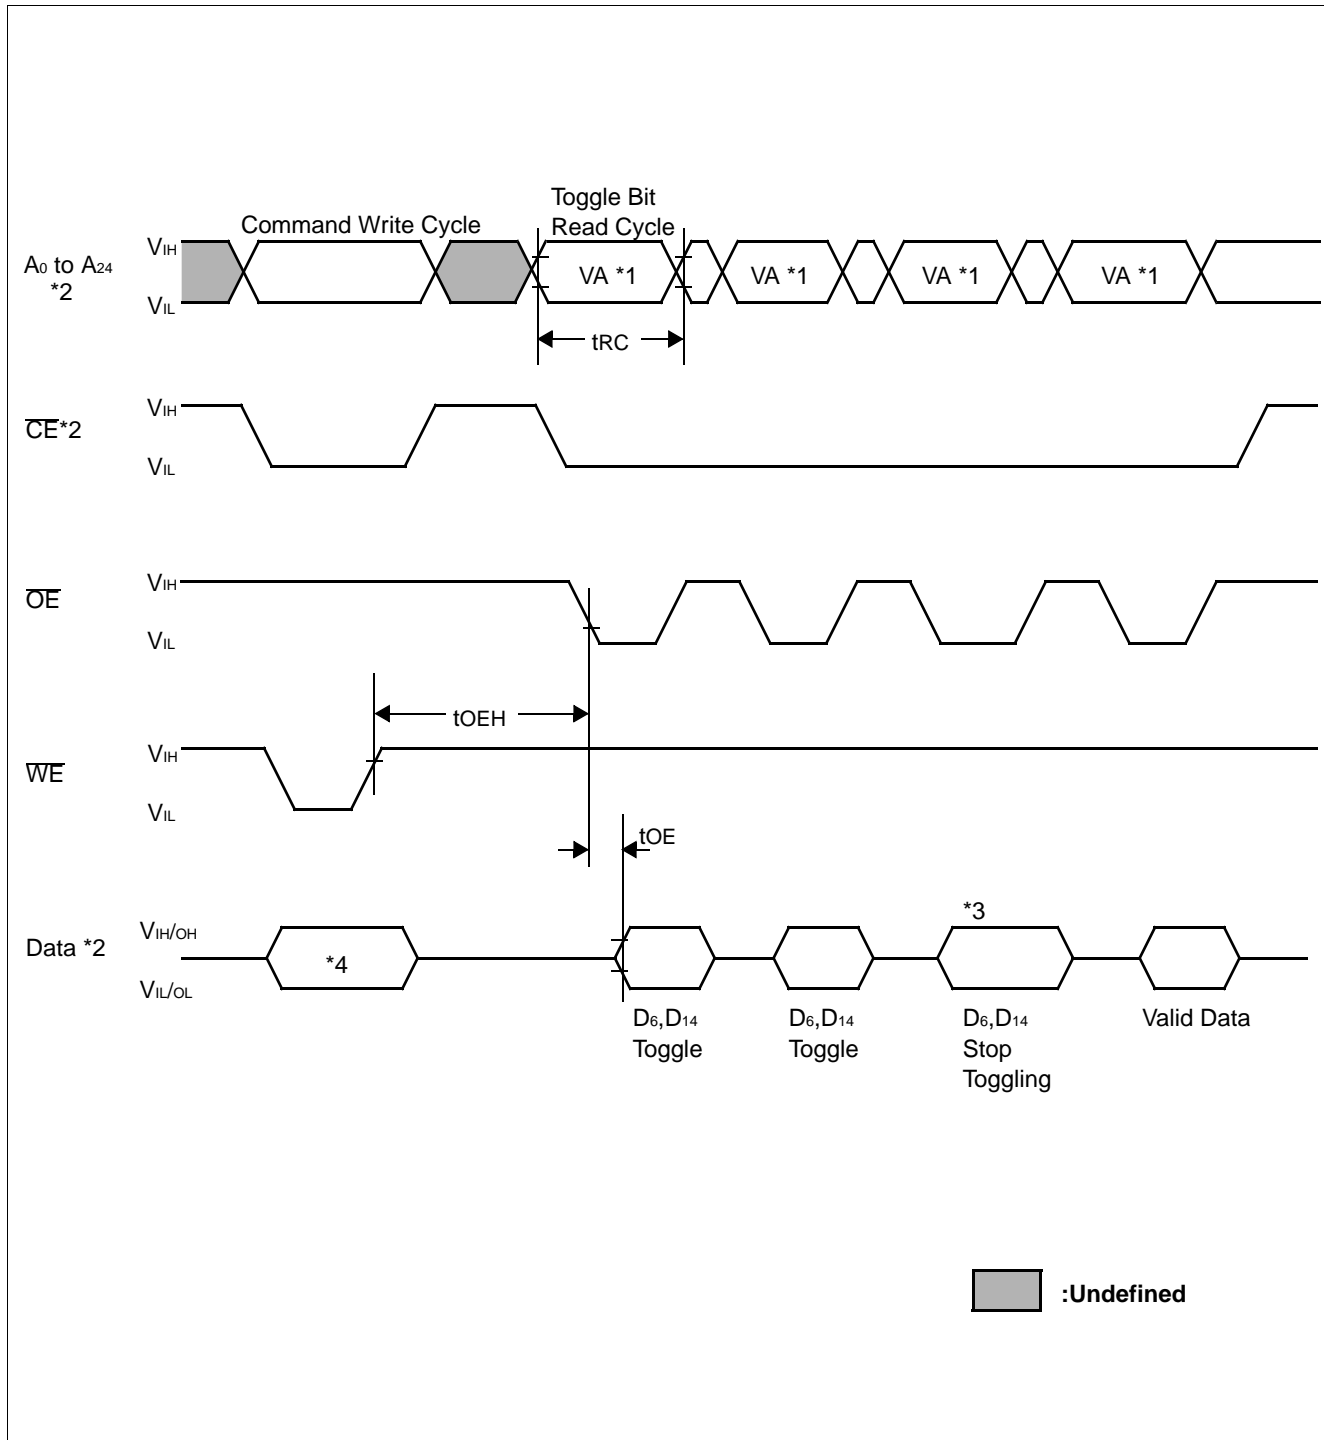 Toggle Bit
Command Write Cycle Read Cycle
A0 to A24
*2
VIH
VIL
VA *1 VA *1 VA *1 VA *1
tRC
CE*2
VIH
VIL
OE
VIH
VIL
tOEH
WE
VIH
VIL
tOE
Data *2
VIH/OH
VIL/OL
*4
*3
D6,D14 D6,D14 D6,D14 Valid Data
Toggle Toggle Stop
Toggling
:Undefined